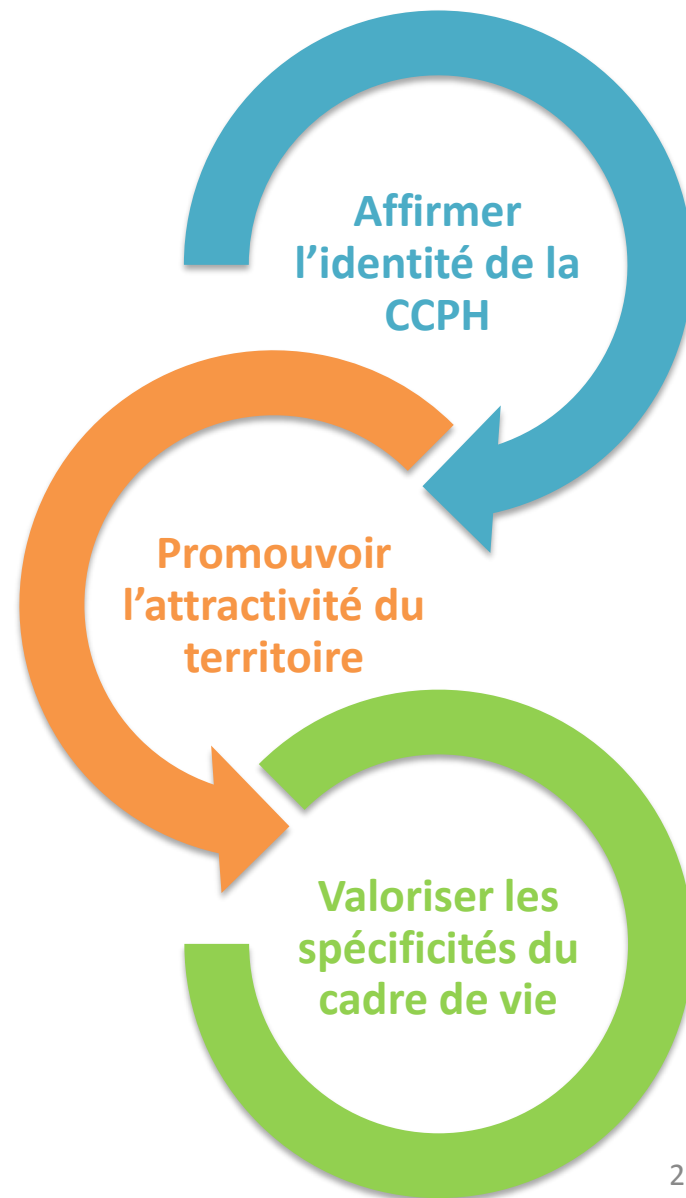 Affirmer
l’identité de la
CCPH
Promouvoir
l’attractivité du
territoire
Valoriser les
spécificités du
cadre de vie
2